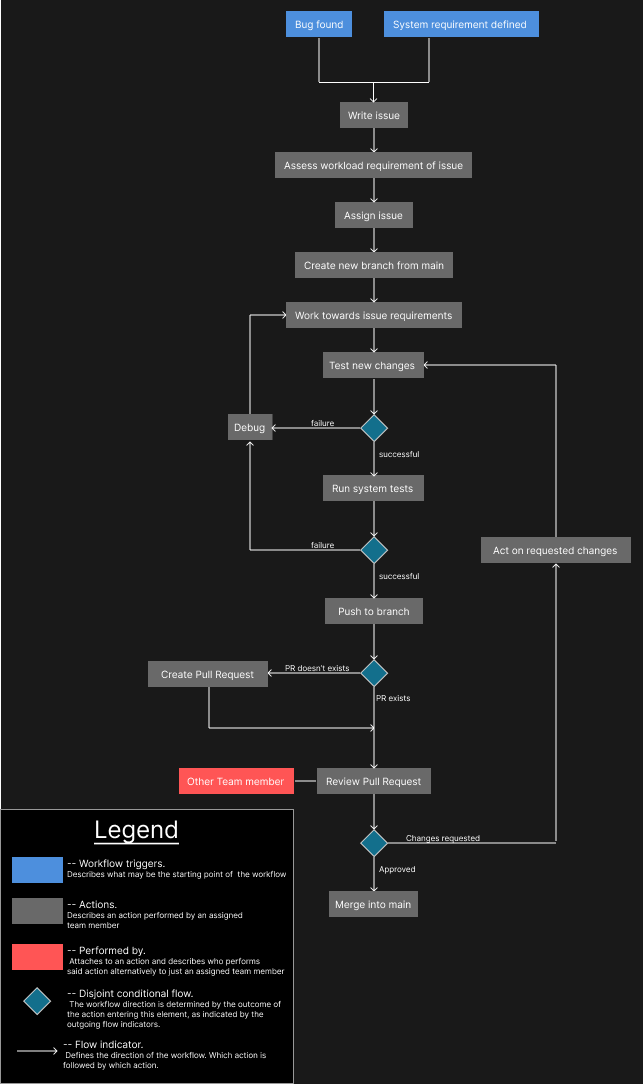 Bug found
System requirement defined
Write issue
Assess workload requirement of issue
Assign issue
Create new branch from main
Work towards issue requirements
Test new changes
Debug
failure
successful
Run system tests
failure
Act on requested changes
successful
Push to branch
Create Pull Request
PR doesn't exists
PR exists
Other Team member
Review Pull Request
Changes requested
Approved
Merge into main
Legend
-- Workflow triggers.
Describes what may be the starting point of the workflow
-- Actions.
Describes an action performed by an assigned
team member
-- Performed by.
Attaches to an action and describes who performs
said action alternatively to just an assigned team member
-- Disjoint conditional flow.
The workflow direction is determined by the outcome of
the action entering this element, as indicated by the
outgoing flow indicators.
-- Flow indicator.
Defines the direction of the workflow. Which action is
followed by which action.